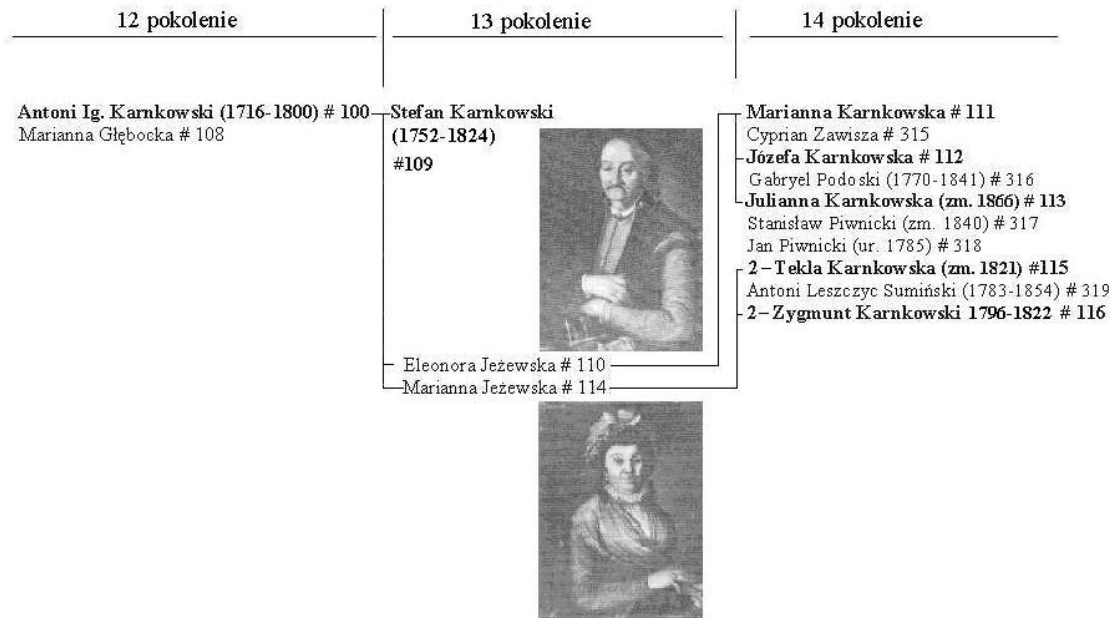 12 pokolenie
13 pokolenie
14 pokolenie
Antoni Ig. Karnkowski (1716-1800) # 100
Marianna Głębocka # 108
Stefan Karnkowski
(1752-1824)
#109
Eleonora Jeżewska # 110
Marianna Jeżewska # 114
Marianna Karnkowska # 111
Cyprian Zawisza # 315
Józefa Karnkowska # 112
Gabryel Podoski (1770-1841) # 316
Julianna Karnkowska (zm. 1866) # 113
Stanisław Piwnicki (zm. 1840) # 317
Jan Piwnicki (ur. 1785) # 318
2–Tekla Karnkowska (zm. 1821) #115
Antoni Leszczyc Sumiński (1783-1854) # 319
2–Zygmunt Karnkowski 1796-1822 # 116